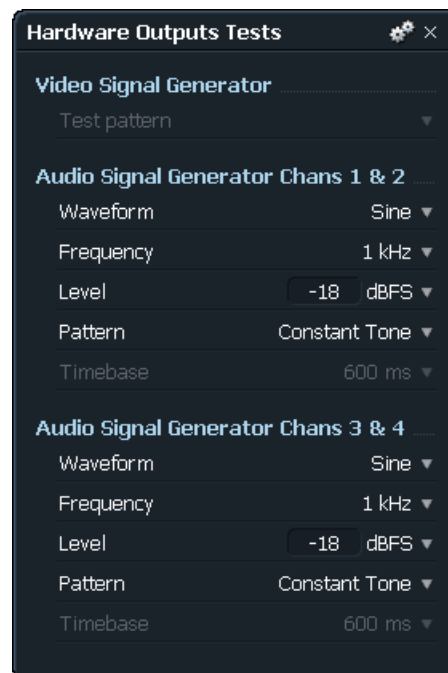 Hardware Outputs Tests
Video Signal Generator
Test pattern
Audio Signal Generator Chans 1 & 2
Waveform Sine
Frequency 1 kHz
Level -18 dBFS
Pattern Constant Tone
Timebase 600 ms
Audio Signal Generator Chans 3 & 4
Waveform Sine
Frequency 1 kHz
Level -18 dBFS
Pattern Constant Tone
Timebase 600 ms